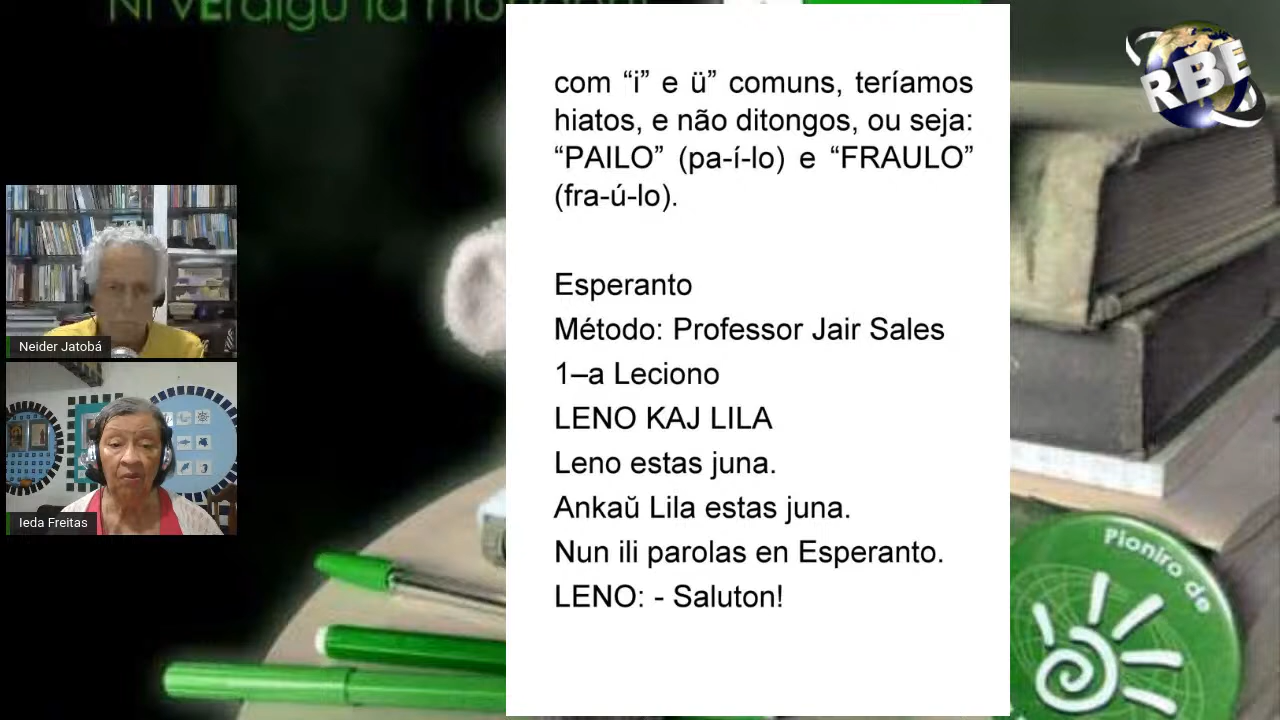 com “i” e ü” comuns, teríamos
hiatos, e não ditongos, ou seja:
“PAILO” (pa-í-lo) e “FRAULO”
(fra-ú-lo).
Esperanto
Método: Professor Jair Sales
1–a Leciono
LENO KAJ LILA
Leno estas juna.
Ankaŭ Lila estas juna.
Nun ili parolas en Esperanto.
LENO: - Saluton!
Neider Jatobá
Ieda Freitas
RBE
Pioniro de